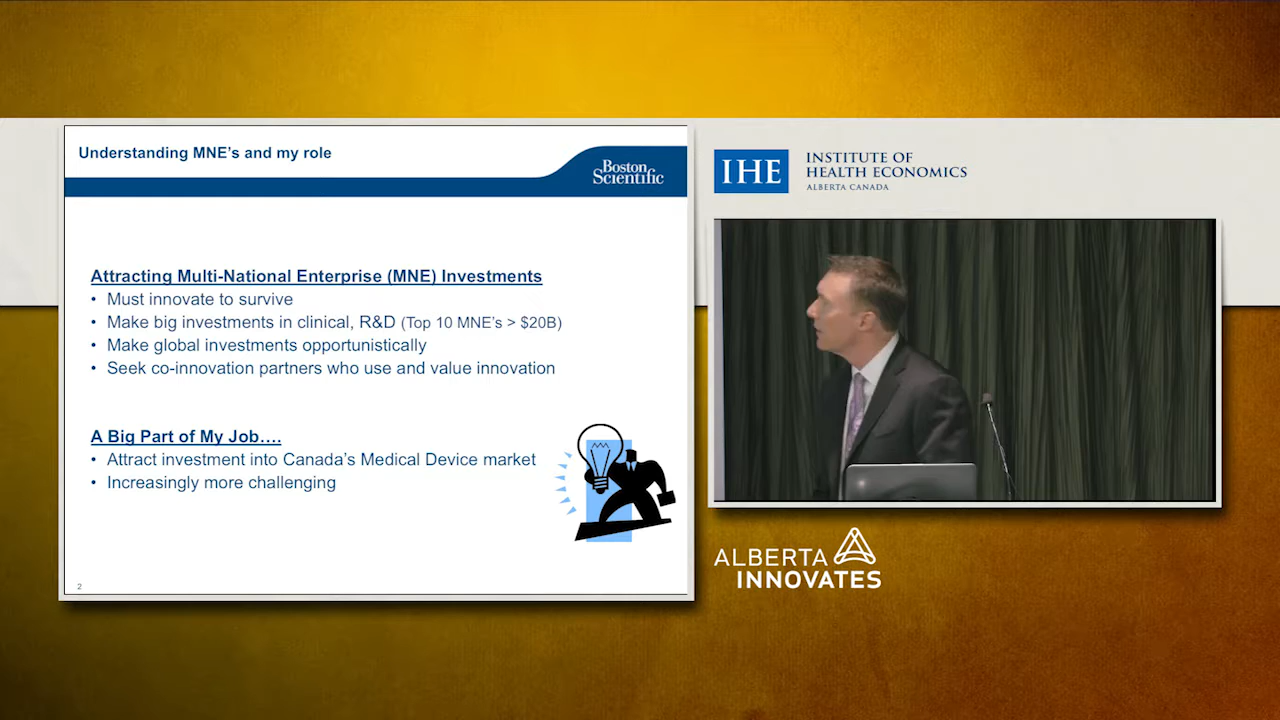 Understanding MNE's and my role
Boston
Scientific
Attracting Multi-National Enterprise (MNE) Investments
• Must innovate to survive
• Make big investments in clinical, R&D (Top 10 MNE's > $20B)
• Make global investments opportunistically
• Seek co-innovation partners who use and value innovation
A Big Part of My Job….
• Attract investment into Canada's Medical Device market
• Increasingly more challenging
2
IHE
INSTITUTE OF
HEALTH ECONOMICS
ALBERTA CANADA
ALBERTA
INNOVATES